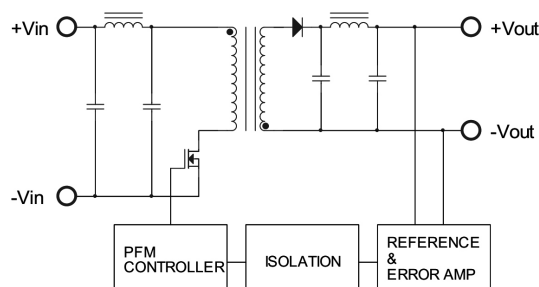 +Vin
+Vout
-Vout
-Vin
PFM
CONTROLLER
ISOLATION
REFERENCE
&
ERROR AMP